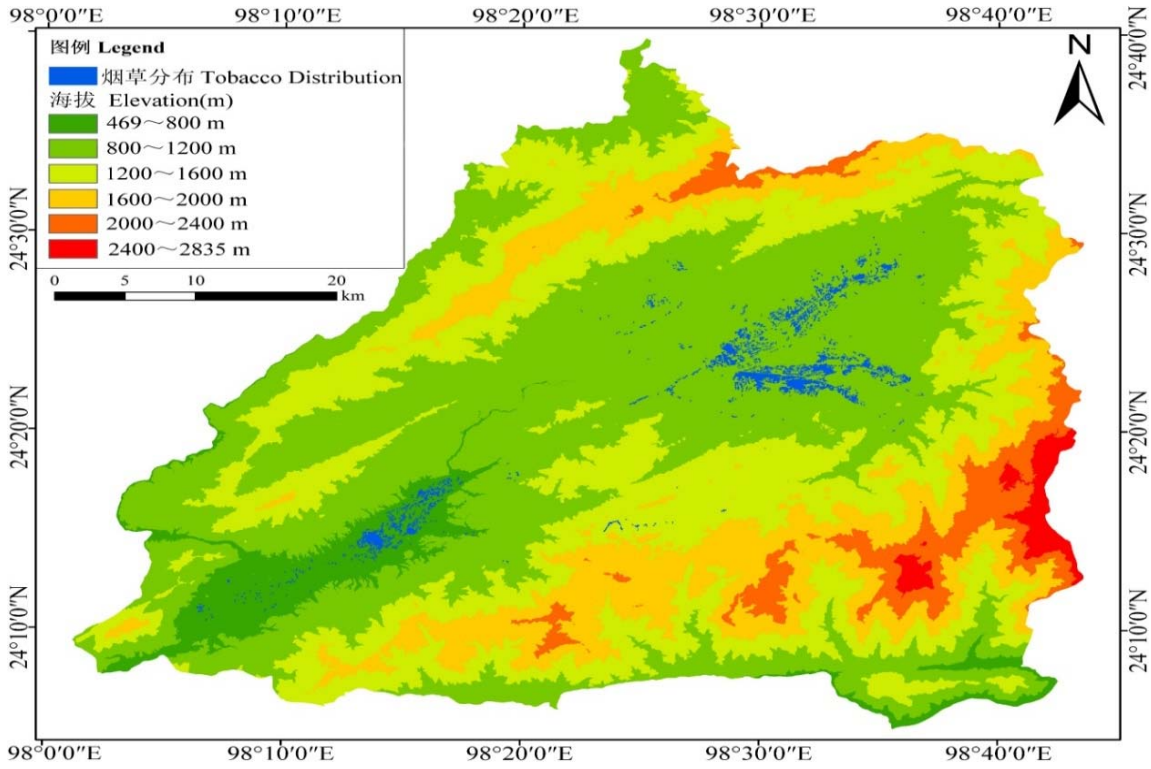 98°0′0″E 98°10′0″E 98°20′0″E 98°30′0″E 98°40′0″E
图例 Legend
烟草分布 Tobacco Distribution
海拔 Elevation(m)
469～800 m
800～1200 m
1200～1600 m
1600～2000 m
2000～2400 m
2400～2835 m
0 5 10 20
km
N
24°30′0″N
24°20′0″N
24°10′0″N
24°40′0″N
24°30′0″N
24°20′0″N
24°10′0″N
98°0′0″E 98°10′0″E 98°20′0″E 98°30′0″E 98°40′0″E